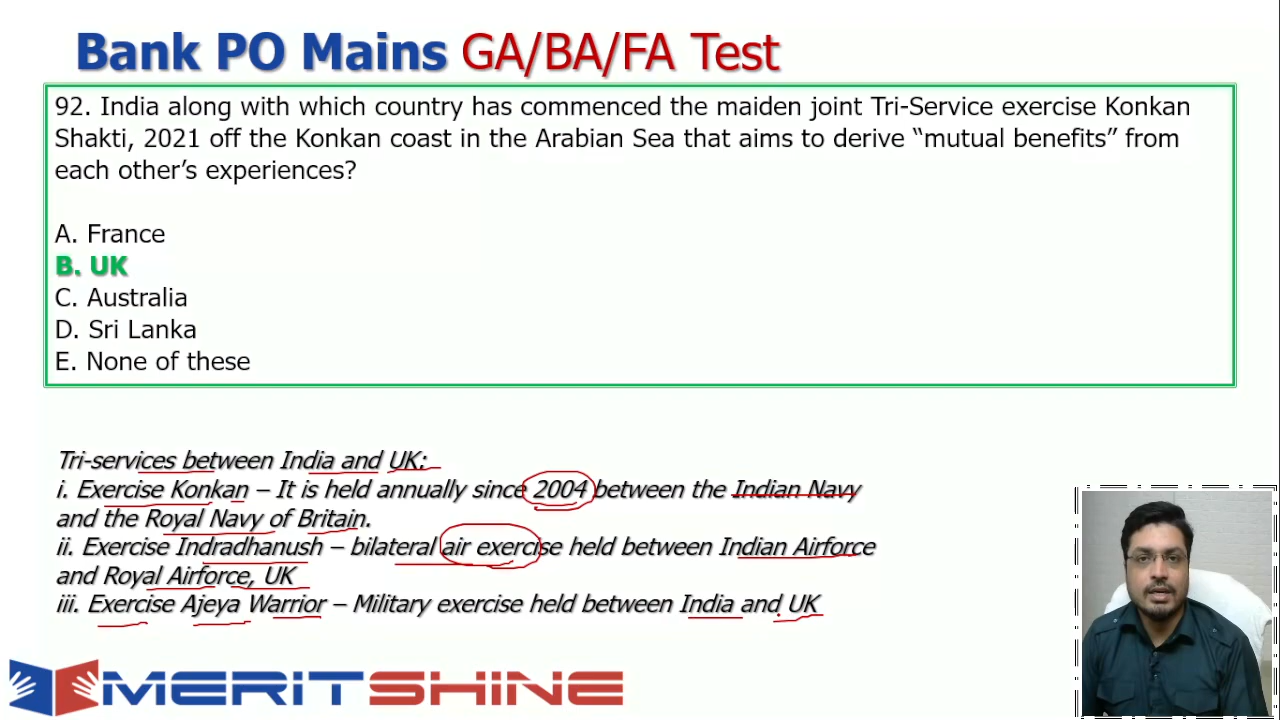 Bank PO Mains GA/BA/FA Test
92. India along with which country has commenced the maiden joint Tri-Service exercise Konkan
Shakti, 2021 off the Konkan coast in the Arabian Sea that aims to derive “mutual benefits” from
each other’s experiences?
A. France
B. UK
C. Australia
D. Sri Lanka
E. None of these
Tri-services between India and UK:
i. Exercise Konkan – It is held annually since 2004 between the Indian Navy
and the Royal Navy of Britain.
ii. Exercise Indradhanush – bilateral air exercise held between Indian Airforce
and Royal Airforce, UK
iii. Exercise Ajeya Warrior – Military exercise held between India and UK
MERITSHINE